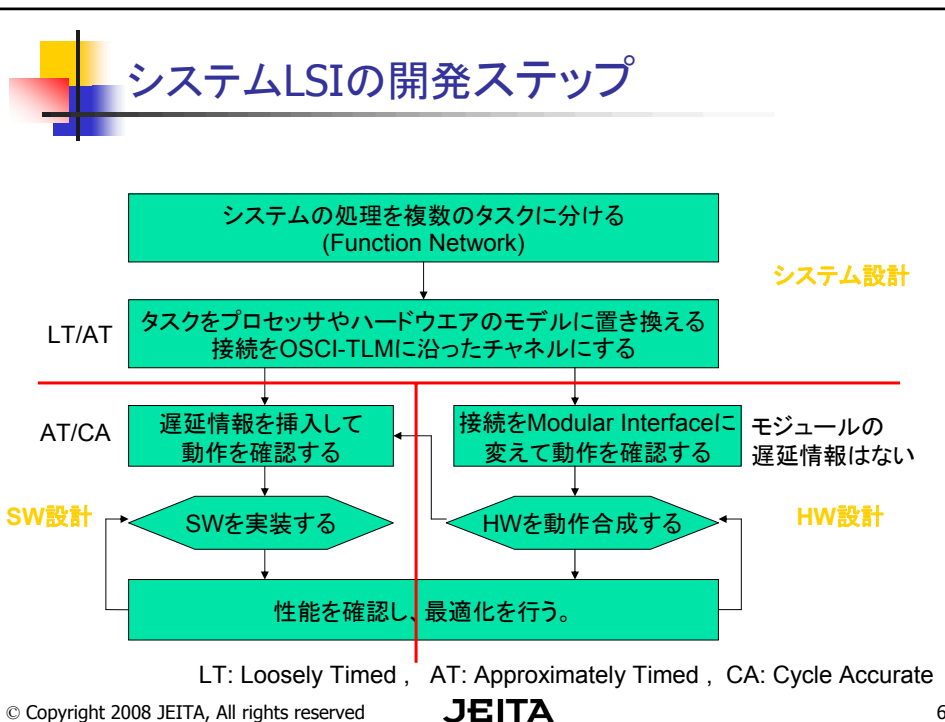 システムLSIの開発ステップ
システムの処理を複数のタスクに分ける
(Function Network)
システム設計
LT/AT
タスクをプロセッサやハードウエアのモデルに置き換える
接続をOSCI-TLMに沿ったチャネルにする
AT/CA
遅延情報を挿入して
動作を確認する
接続をModular Interfaceに
変えて動作を確認する
モジュールの
遅延情報はない
SW設計
SWを実装する
HWを動作合成する
HW設計
性能を確認し、最適化を行う。
LT: Loosely Timed , AT: Approximately Timed , CA: Cycle Accurate
© Copyright 2008 JEITA, All rights reserved
JEITA
6